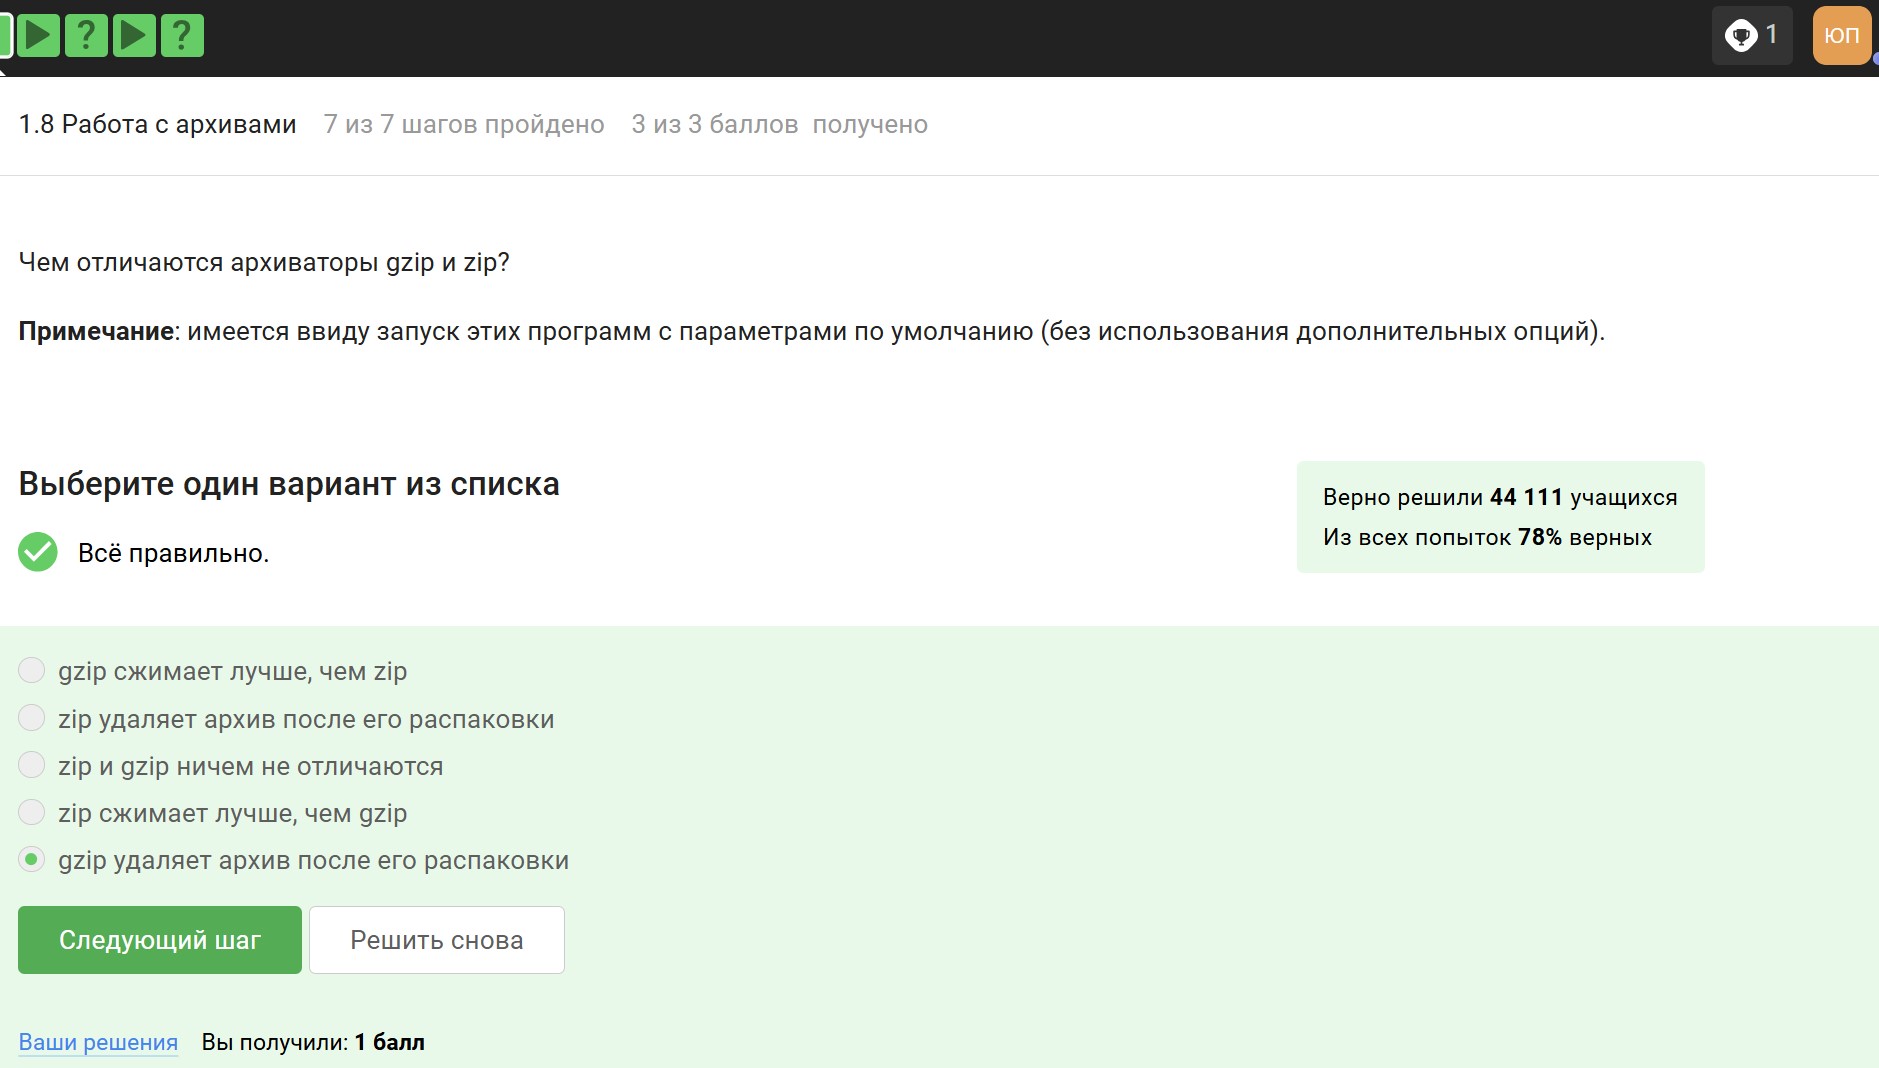 ? ?
1 ЮП
1.8 Работа с архивами 7 из 7 шагов пройдено 3 из 3 баллов получено
Чем отличаются архиваторы gzip и zip?
Примечание: имеется ввиду запуск этих программ с параметрами по умолчанию (без использования дополнительных опций).
Выберите один вариант из списка
Всё правильно.
Верно решили 44 111 учащихся
Из всех попыток 78% верных
gzip сжимает лучше, чем zip
zip удаляет архив после его распаковки
zip и gzip ничем не отличаются
zip сжимает лучше, чем gzip
gzip удаляет архив после его распаковки
Следующий шаг Решить снова
Ваши решения Вы получили: 1 балл